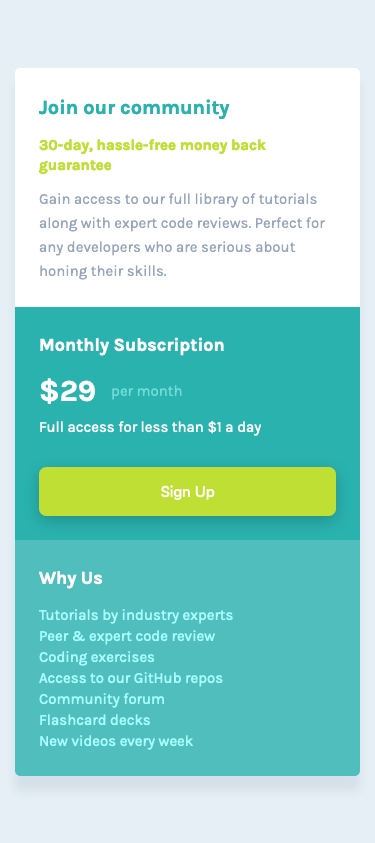 Join our community
30-day, hassle-free money back
guarantee
Gain access to our full library of tutorials
along with expert code reviews. Perfect for
any developers who are serious about
honing their skills.
Monthly Subscription
$29 per month
Full access for less than $1 a day
Sign Up
Why Us
Tutorials by industry experts
Peer & expert code review
Coding exercises
Access to our GitHub repos
Community forum
Flashcard decks
New videos every week